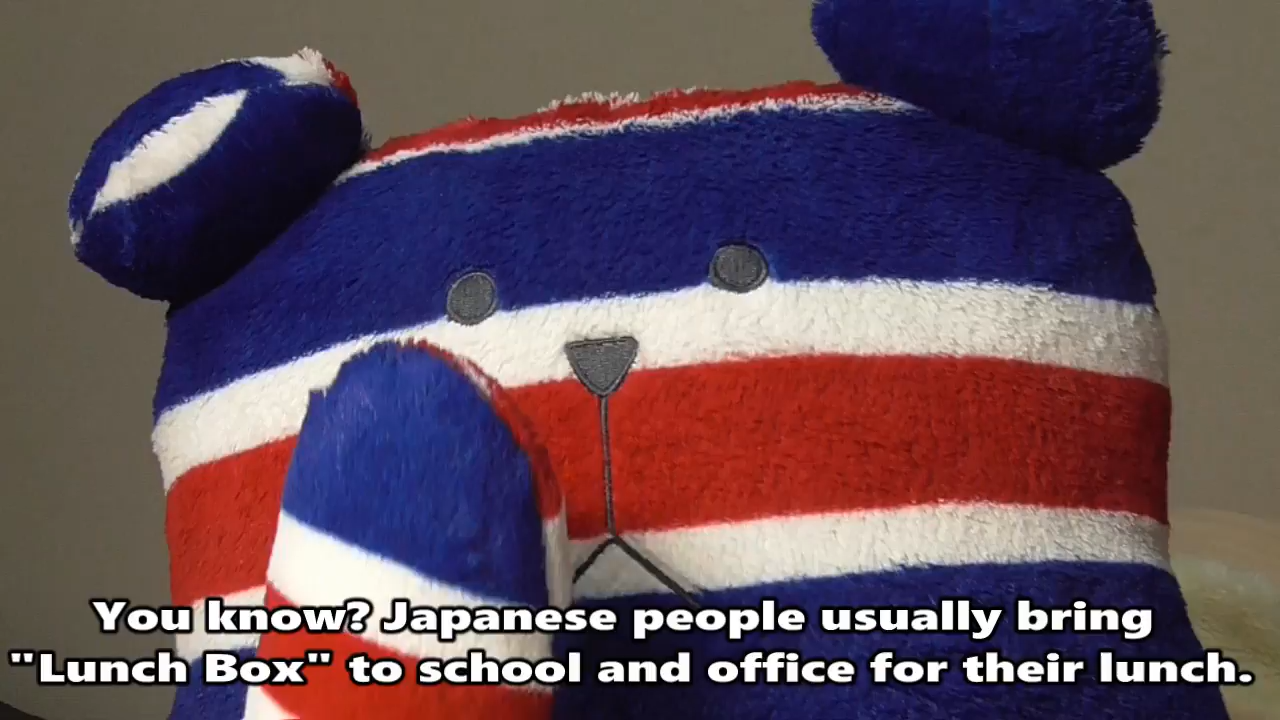 You know? Japanese people usually bring
"Lunch Box" to school and office for their lunch.